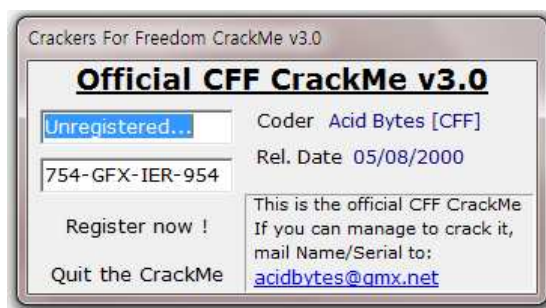 Crackers For Freedom CrackMe v3.0
Official CFF CrackMe v3.0
Unregistered...
Coder Acid Bytes [CFF]
Rel. Date 05/08/2000
754-GFX-IER-954
Register now !
Quit the CrackMe
This is the official CFF CrackMe
If you can manage to crack it,
mail Name/Serial to:
acidbytes@gmx.net